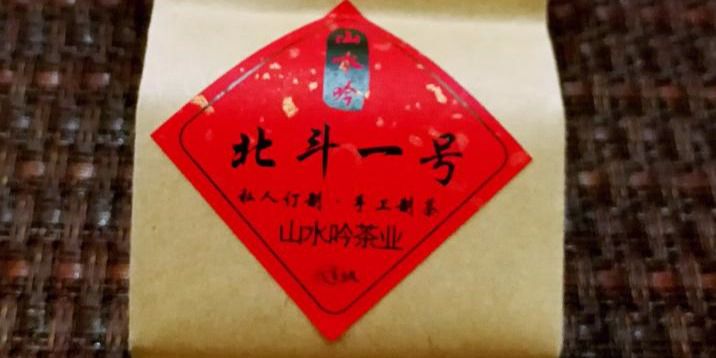 山水吟
北斗一号
私人订制·手工制茶
山水吟茶业